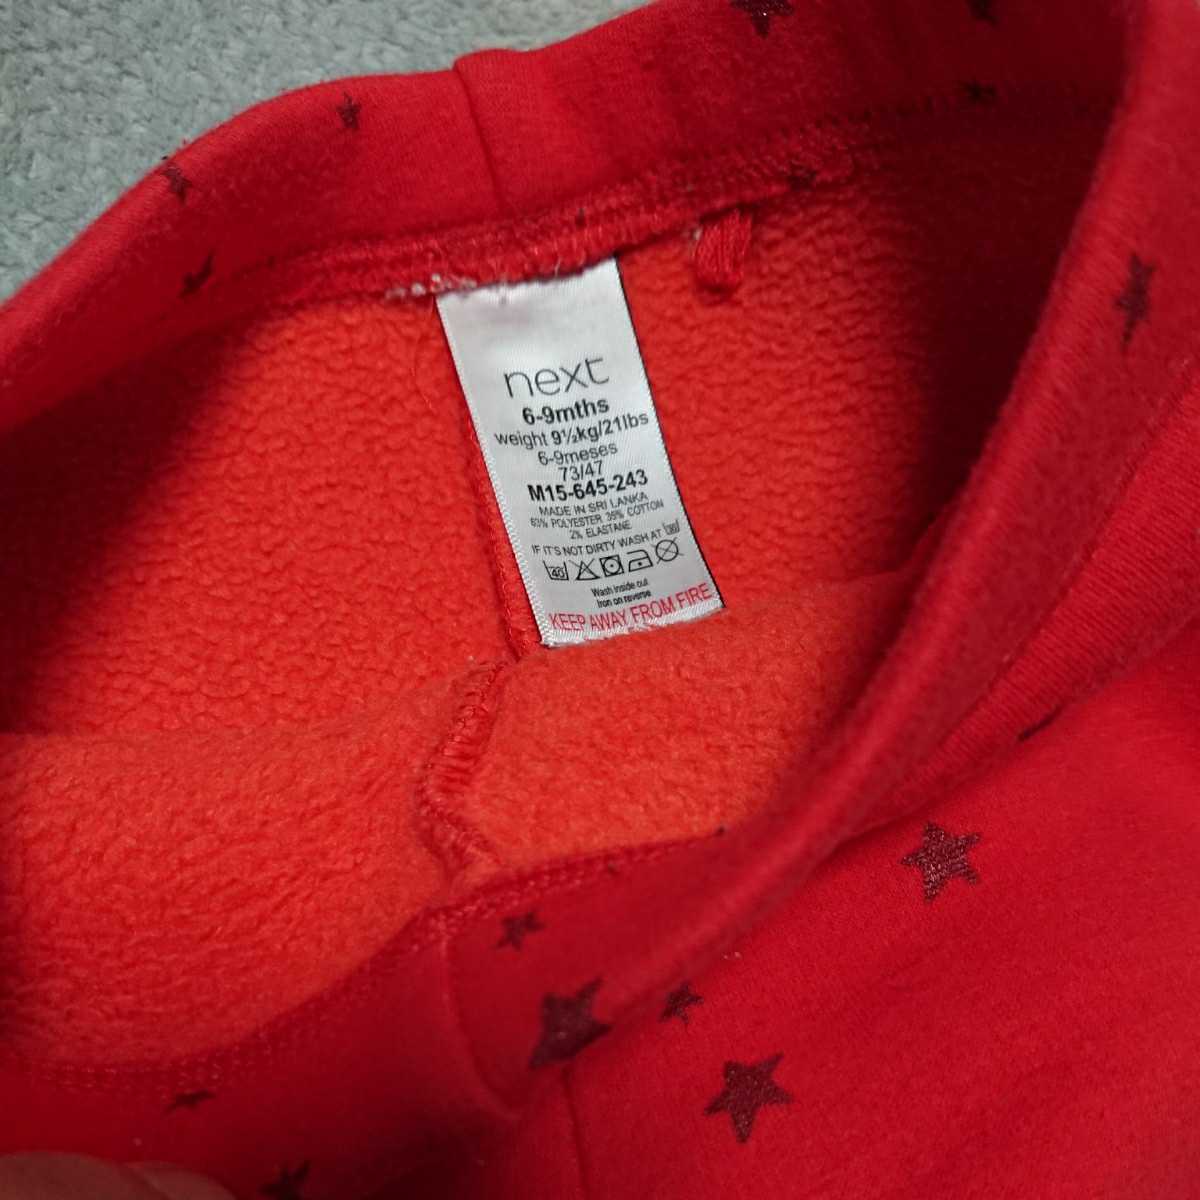 next
6-9mths
weight 9½kg/21lbs
6-9meses
73/47
M15-645-243
MADE IN SRI LANKA
63% POLYESTER 35% COTTON
2% ELASTANE
IF IT'S NOT DIRTY WASH AT 30
40
Wash inside out
Iron on reverse
KEEP AWAY FROM FIRE